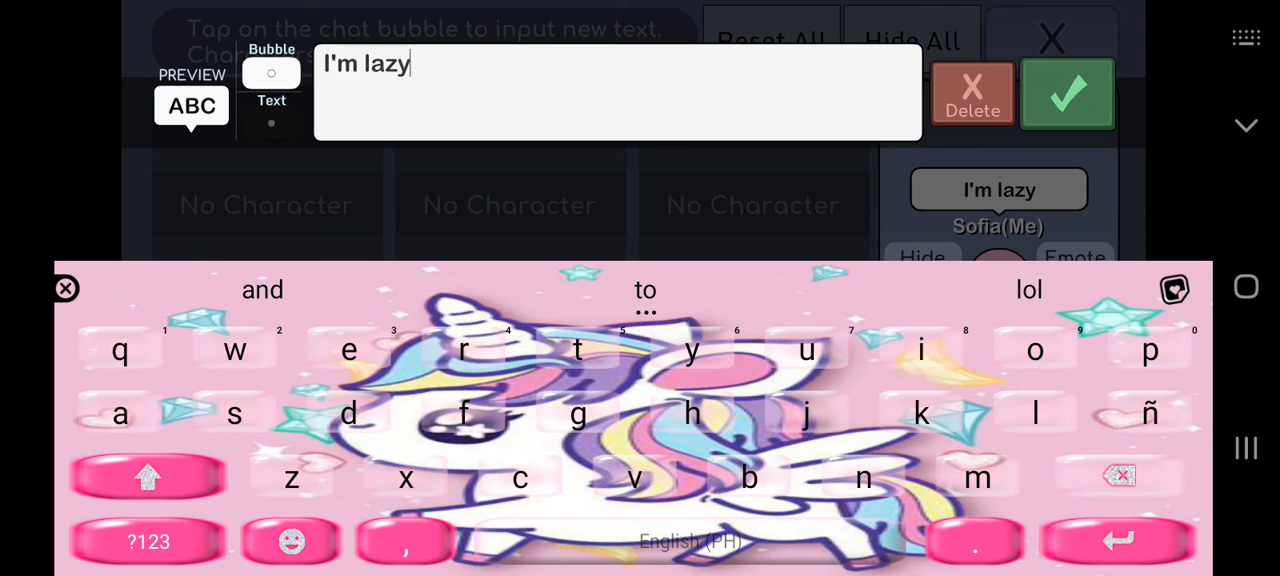 Tap on the chat bubble to input new text.
Reset All
Hide All
X
Bubble
PREVIEW
ABC
Text
I'm lazy
X
Delete
No Character
No Character
No Character
I'm lazy
Sofia(Me)
Hide
Emote
and
to
lol
1 2 3 4 5 6 7 8 9 0
q w e r t y u i o p
a s d f g h j k l ñ
z x c v b n m
?123
,
English (PH)
.